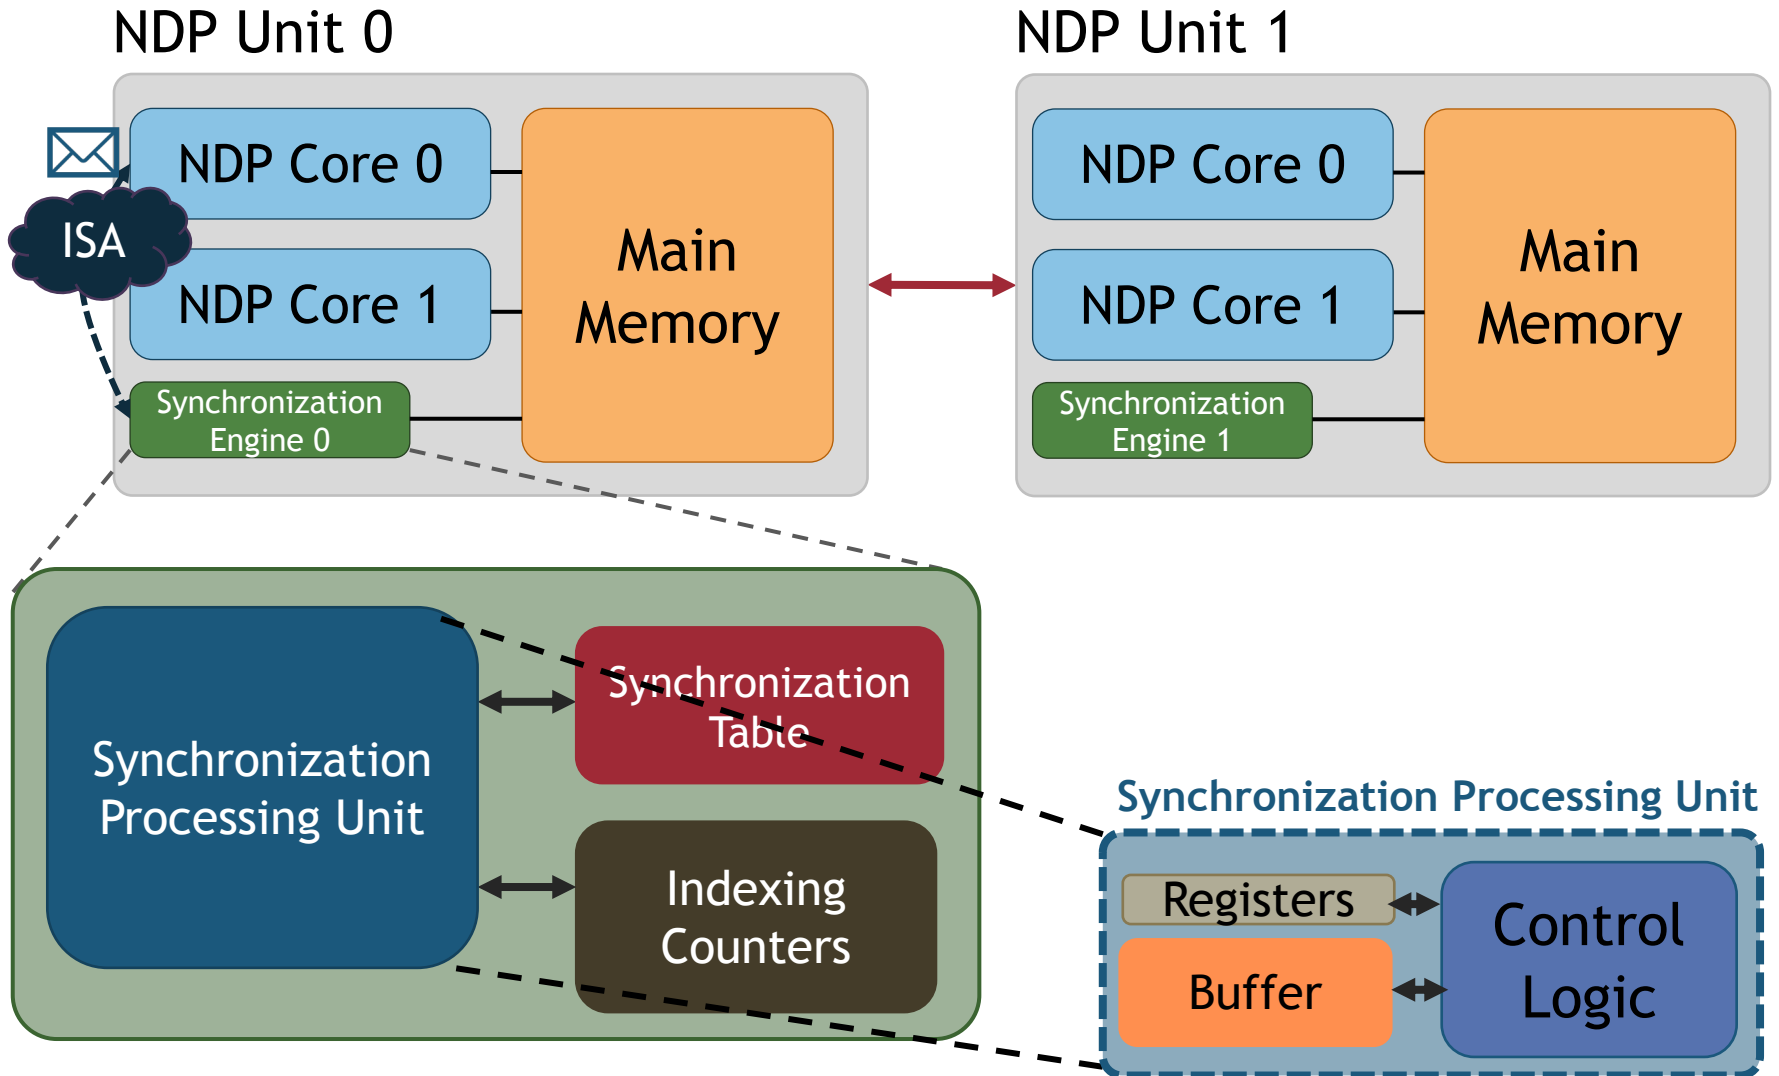 NDP Unit 0
NDP Unit 1
NDP Core 0
NDP Core 1
Synchronization
Engine 0
Main
Memory
ISA
NDP Core 0
NDP Core 1
Synchronization
Engine 1
Main
Memory
Synchronization
Processing Unit
Synchronization
Table
Indexing
Counters
Synchronization Processing Unit
Registers
Buffer
Control
Logic